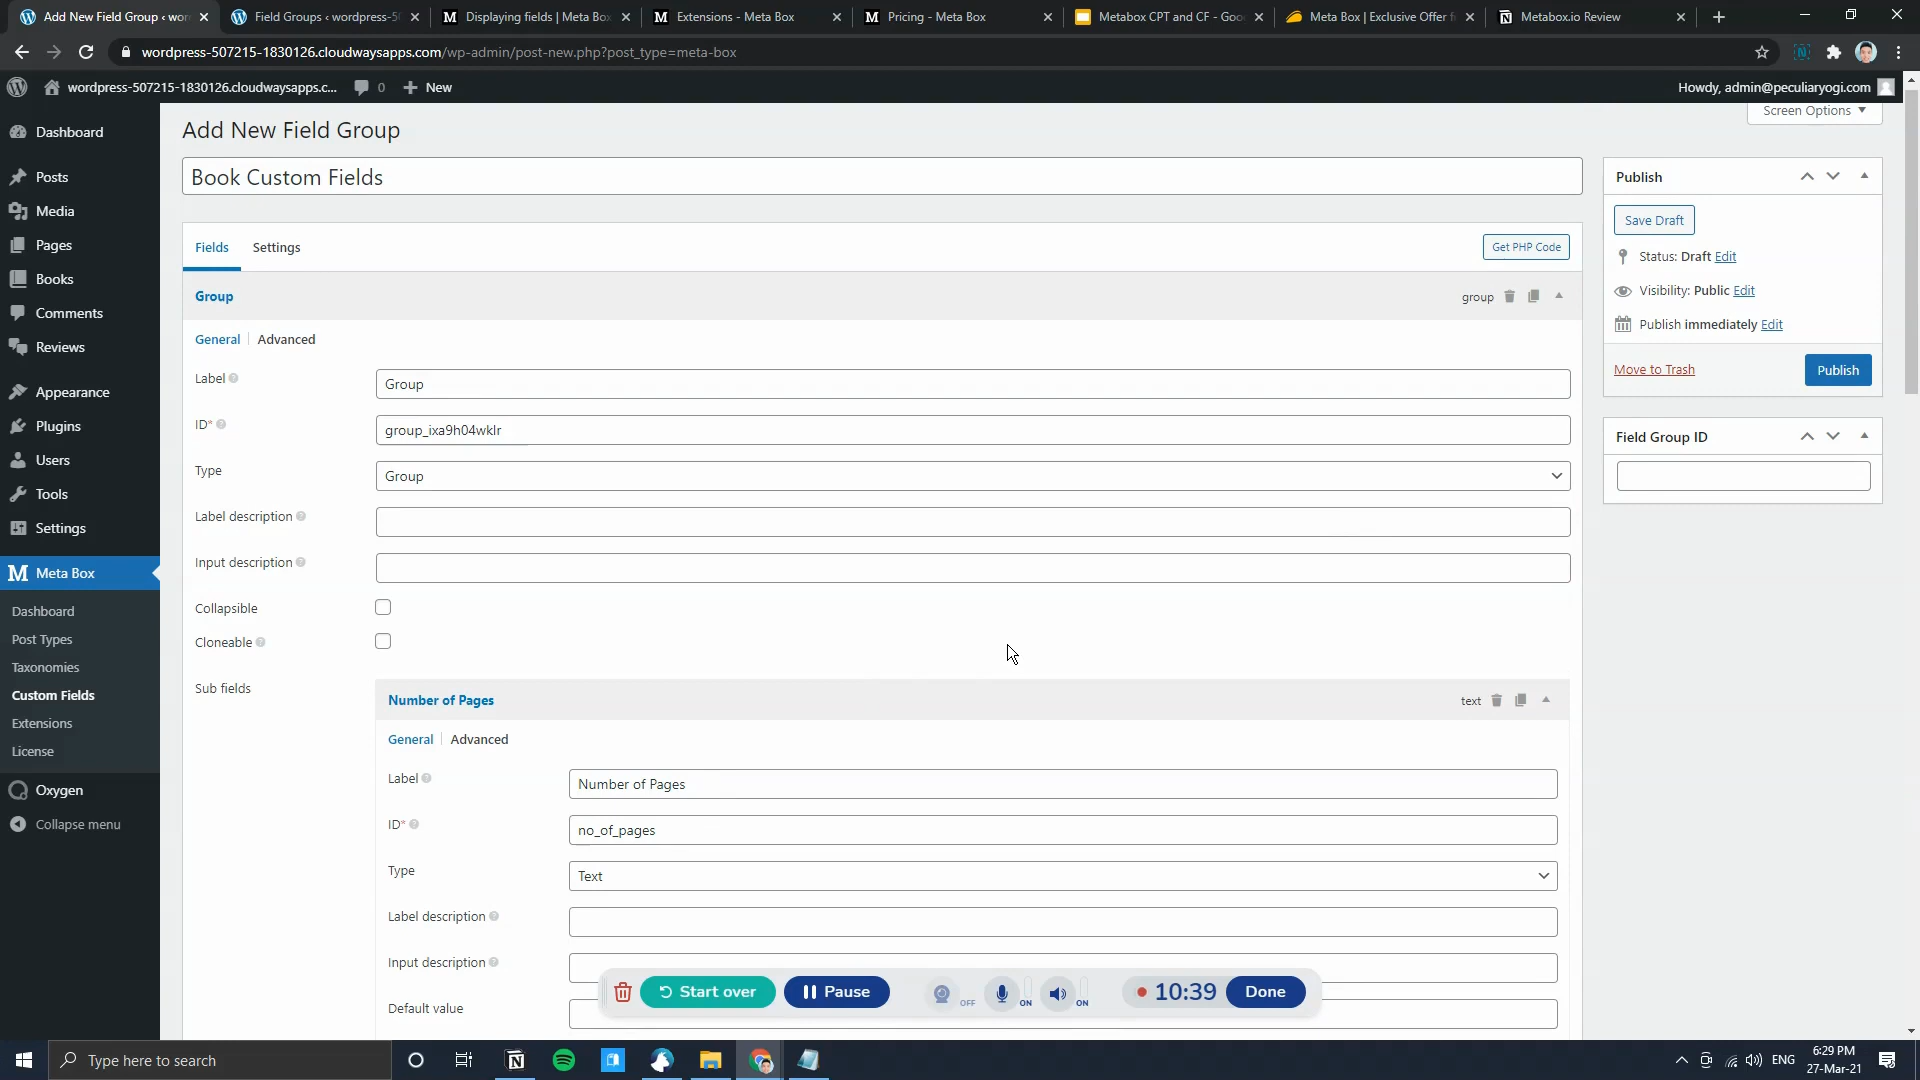 Add New Field Group ‹ wor
Field Groups ‹ wordpress-5
Displaying fields | Meta Box
Extensions - Meta Box
Pricing - Meta Box
Metabox CPT and CF - Goo
Meta Box | Exclusive Offer f
Metabox.io Review
wordpress-507215-1830126.cloudwaysapps.com/wp-admin/post-new.php?post_type=meta-box
wordpress-507215-1830126.cloudwaysapps.c...
0
New
Howdy, admin@peculiaryogi.com
Screen Options
Dashboard
Posts
Media
Pages
Books
Comments
Reviews
Appearance
Plugins
Users
Tools
Settings
Meta Box
Dashboard
Post Types
Taxonomies
Custom Fields
Extensions
License
Oxygen
Collapse menu
Add New Field Group
Book Custom Fields
Fields
Settings
Get PHP Code
Group
group
General
Advanced
Label
Group
ID*
group_ixa9h04wklr
Type
Group
Label description
Input description
Collapsible
Cloneable
Sub fields
Number of Pages
text
General
Advanced
Label
Number of Pages
ID*
no_of_pages
Type
Text
Label description
Input description
Default value
Publish
Save Draft
Status: Draft Edit
Visibility: Public Edit
Publish immediately Edit
Move to Trash
Publish
Field Group ID
Start over
Pause
OFF
ON
ON
10:39
Done
Type here to search
ENG
6:29 PM
27-Mar-21